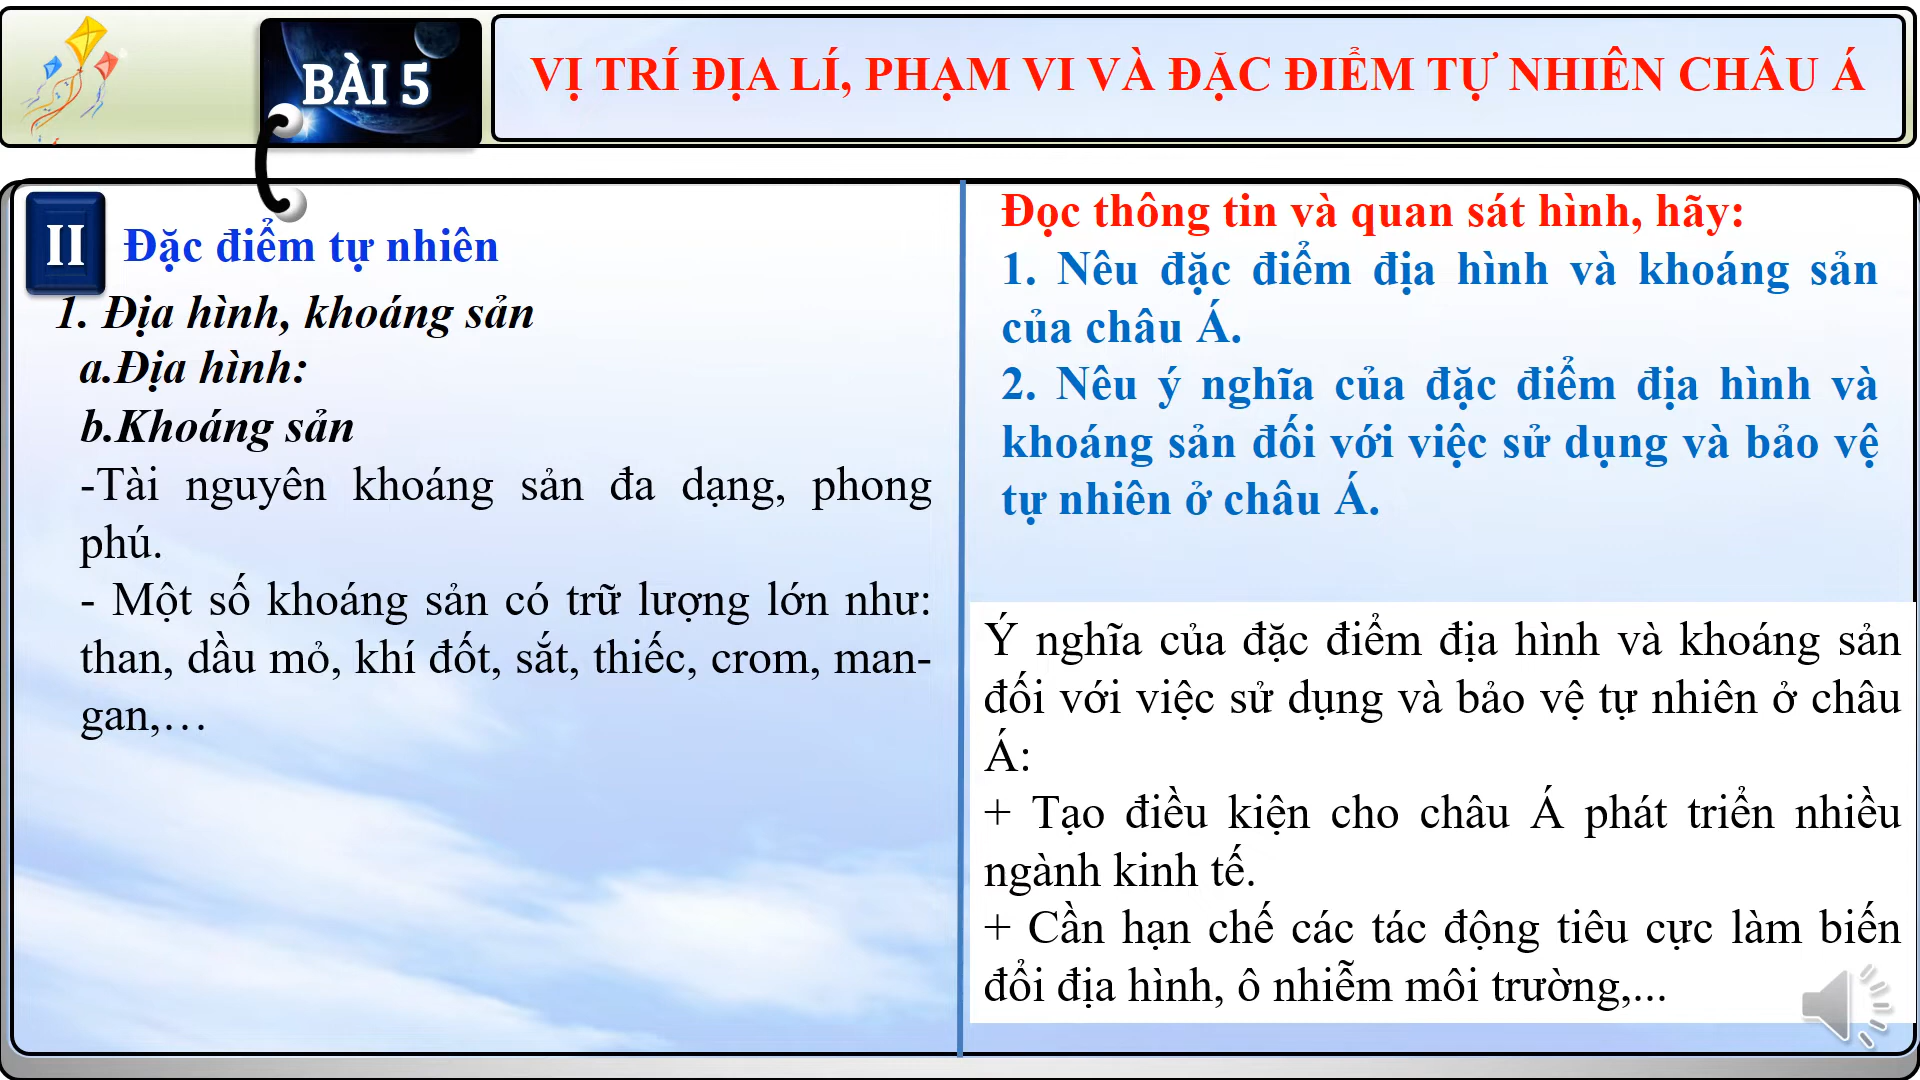 BÀI 5
VỊ TRÍ ĐỊA LÍ, PHẠM VI VÀ ĐẶC ĐIỂM TỰ NHIÊN CHÂU Á
II
Đặc điểm tự nhiên
1. Địa hình, khoáng sản
a.Địa hình:
b.Khoáng sản
-Tài nguyên khoáng sản đa dạng, phong
phú.
- Một số khoáng sản có trữ lượng lớn như:
than, dầu mỏ, khí đốt, sắt, thiếc, crom, man-
gan,…
Đọc thông tin và quan sát hình, hãy:
1. Nêu đặc điểm địa hình và khoáng sản
của châu Á.
2. Nêu ý nghĩa của đặc điểm địa hình và
khoáng sản đối với việc sử dụng và bảo vệ
tự nhiên ở châu Á.
Ý nghĩa của đặc điểm địa hình và khoáng sản
đối với việc sử dụng và bảo vệ tự nhiên ở châu
Á:
+ Tạo điều kiện cho châu Á phát triển nhiều
ngành kinh tế.
+ Cần hạn chế các tác động tiêu cực làm biến
đổi địa hình, ô nhiễm môi trường,...